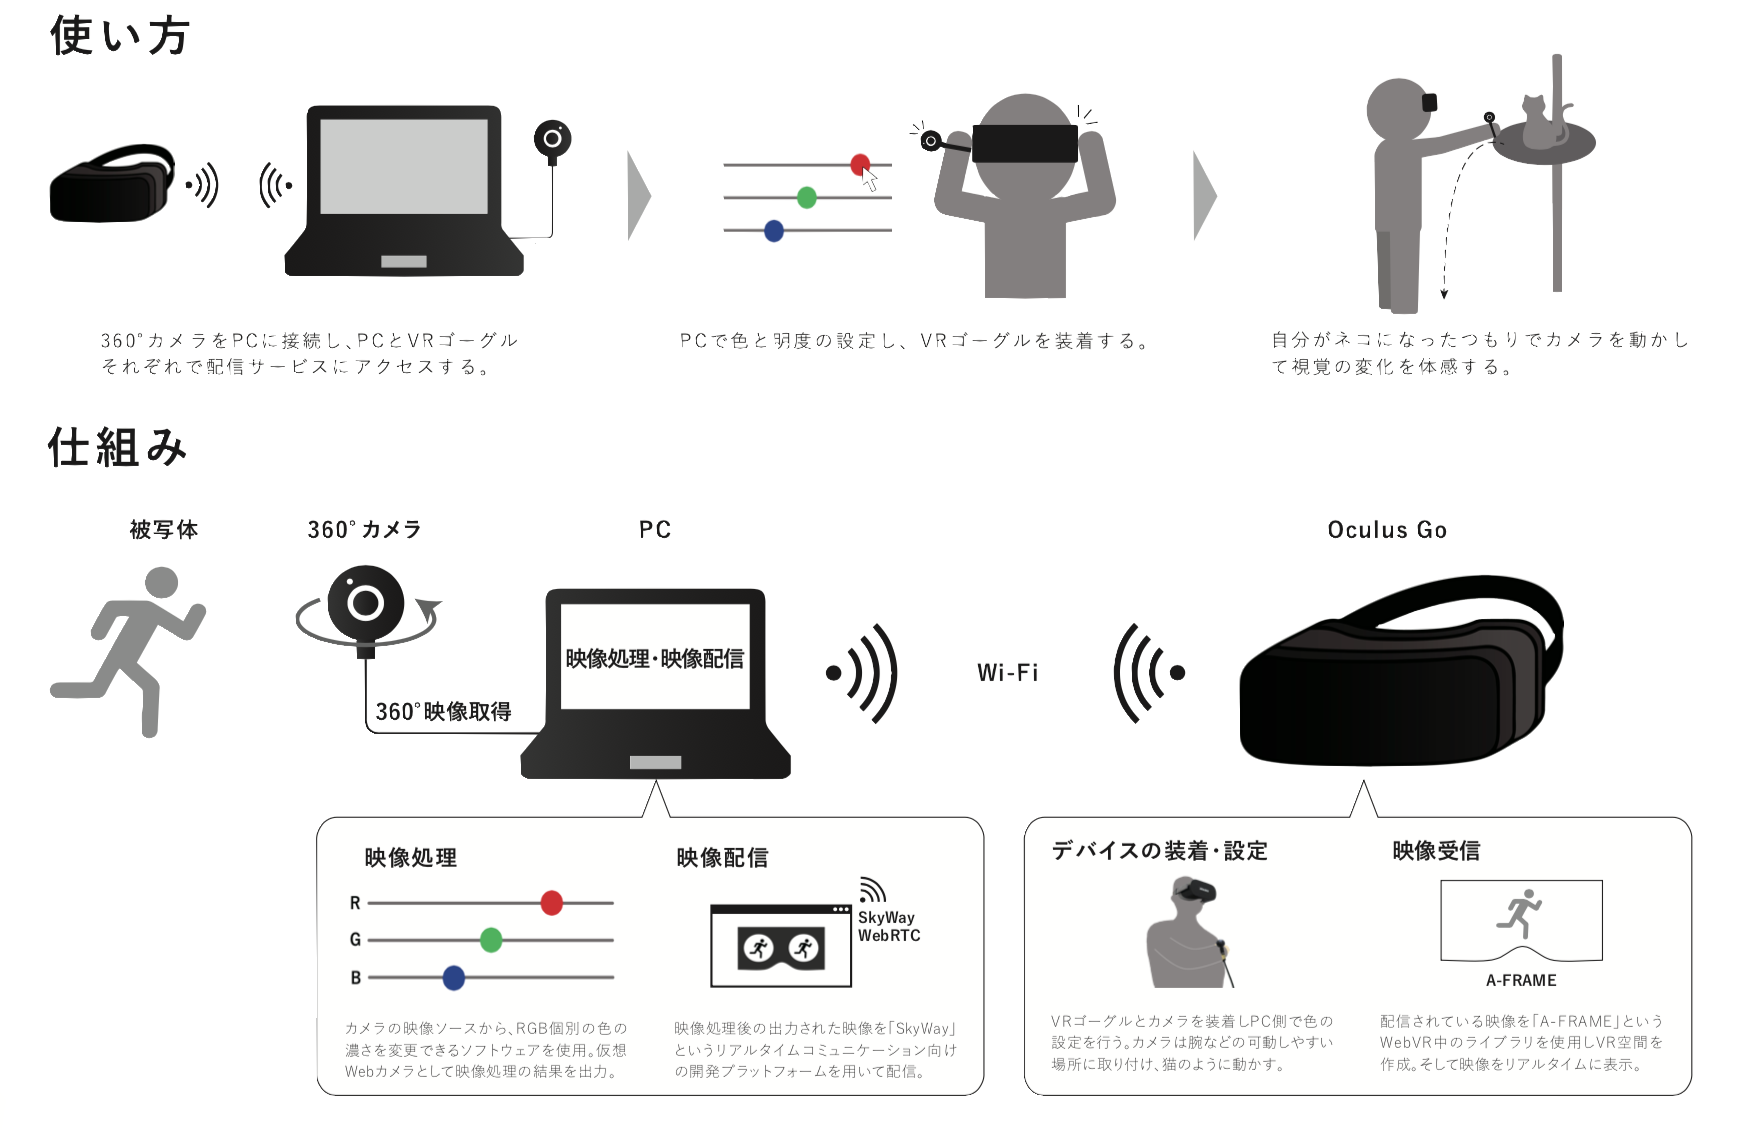 使い方
360°カメラをPCに接続し、PCとVRゴーグル
それぞれで配信サービスにアクセスする。
PCで色と明度の設定し、VRゴーグルを装着する。
自分がネコになったつもりでカメラを動かし
て視覚の変化を体感する。
仕組み
被写体
360°カメラ
PC
Oculus Go
映像処理・映像配信
Wi-Fi
360°映像取得
映像処理
R
G
B
カメラの映像ソースから、RGB個別の色の
濃さを変更できるソフトウェアを使用。仮想
Webカメラとして映像処理の結果を出力。
映像配信
SkyWay
WebRTC
映像処理後の出力された映像を「SkyWay」
というリアルタイムコミュニケーション向け
の開発プラットフォームを用いて配信。
デバイスの装着・設定
VRゴーグルとカメラを装着しPC側で色の
設定を行う。カメラは腕などの可動しやすい
場所に取り付け、猫のように動かす。
映像受信
A-FRAME
配信されている映像を「A-FRAME」という
WebVR中のライブラリを使用しVR空間を
作成。そして映像をリアルタイムに表示。